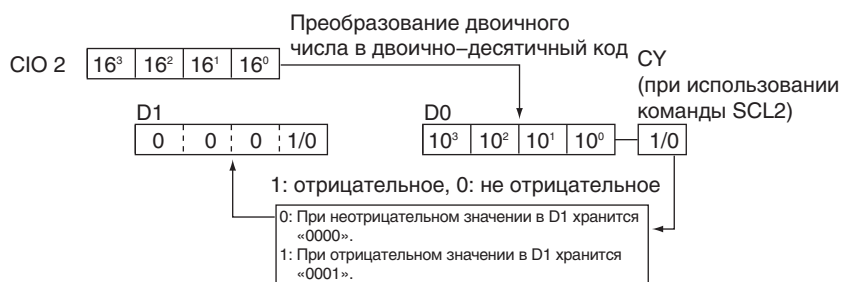 Преобразование двоичного
числа в двоично–десятичный код
CIO 2 16³ 16² 16¹ 16⁰
CY
(при использовании
команды SCL2)
D1
0 0 0 1/0
D0
10³ 10² 10¹ 10⁰ 1/0
1: отрицательное, 0: не отрицательное
0: При неотрицательном значении в D1 хранится
«0000».
1: При отрицательном значении в D1 хранится
«0001».